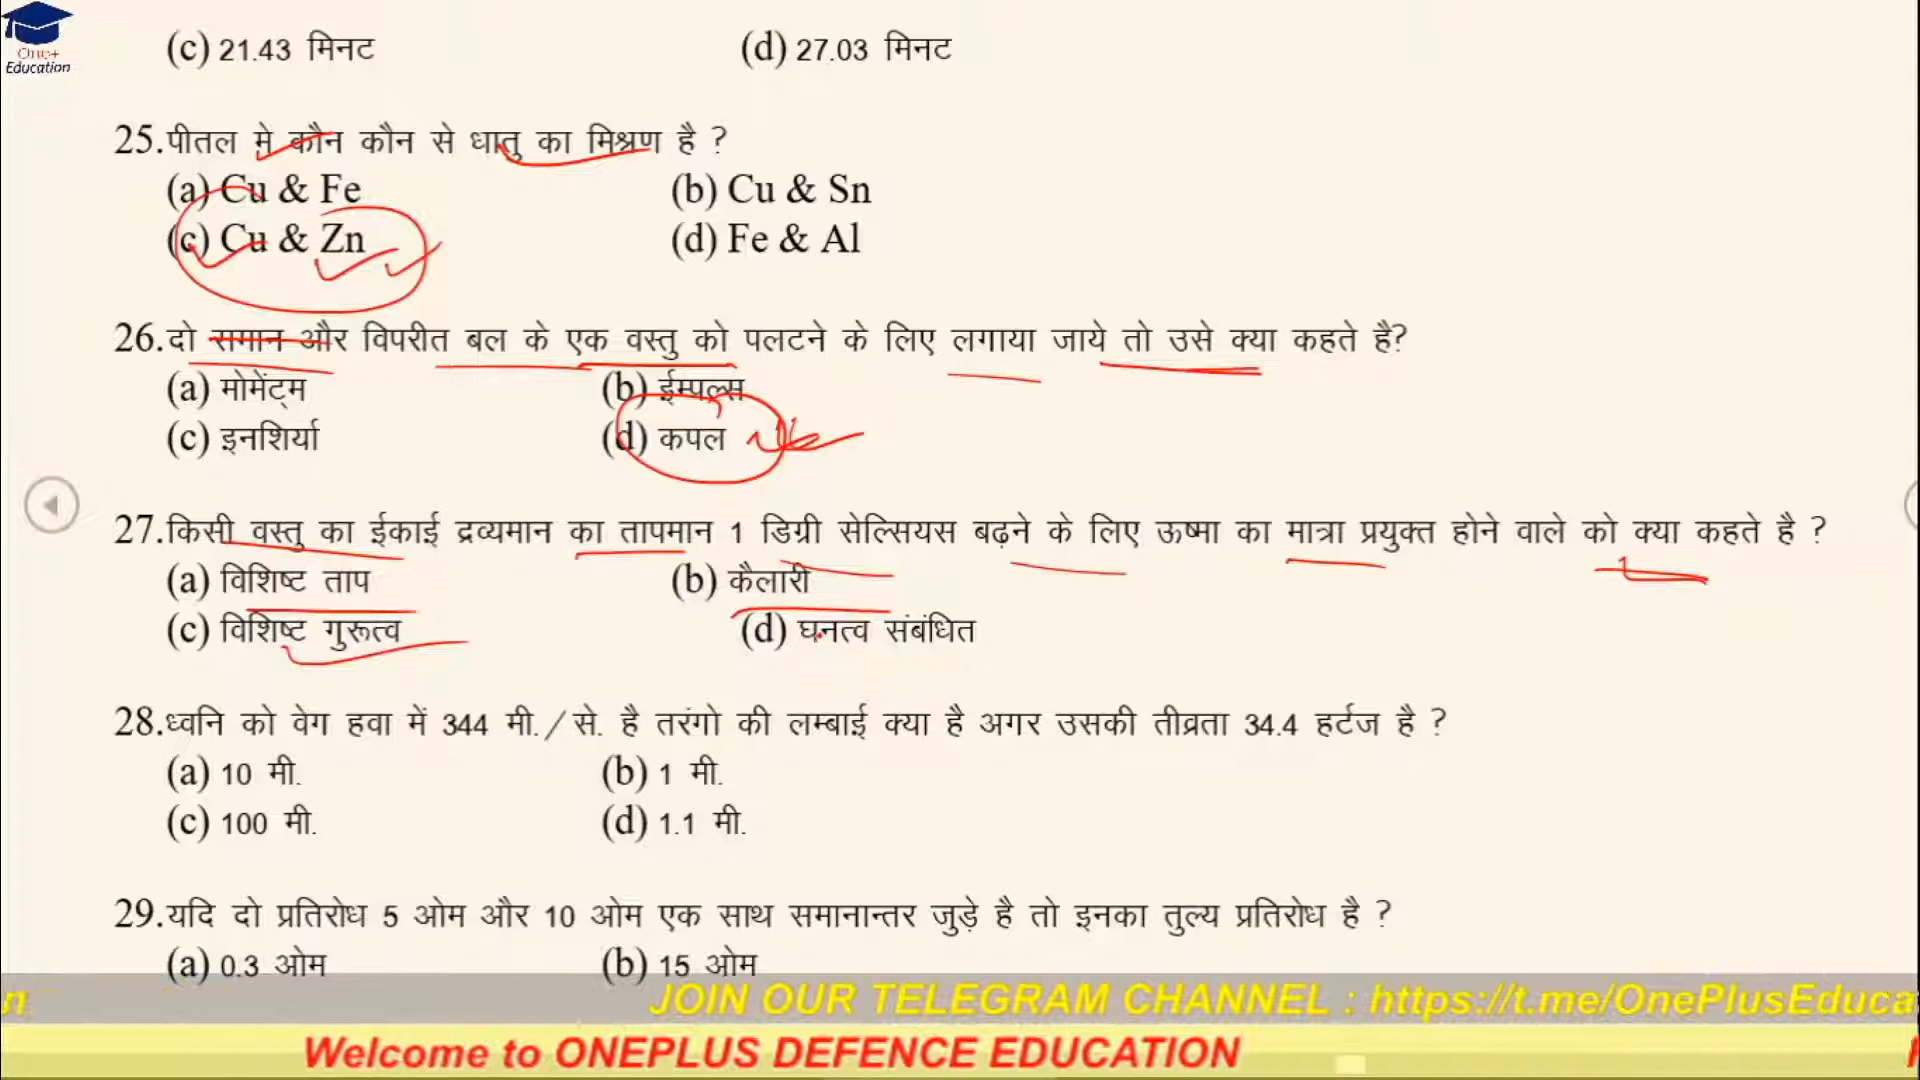 One+
Education
(c) 21.43 मिनट (d) 27.03 मिनट
25.पीतल मे कौन कौन से धातु का मिश्रण है ?
(a) Cu & Fe (b) Cu & Sn
(c) Cu & Zn (d) Fe & Al
26.दो समान और विपरीत बल के एक वस्तु को पलटने के लिए लगाया जाये तो उसे क्या कहते है?
(a) मोमेंट्म (b) ईम्पल्स
(c) इनशिर्या (d) कपल
27.किसी वस्तु का ईकाई द्रव्यमान का तापमान 1 डिग्री सेल्सियस बढ़ने के लिए ऊष्मा का मात्रा प्रयुक्त होने वाले को क्या कहते है ?
(a) विशिष्ट ताप (b) कैलारी
(c) विशिष्ट गुरूत्व (d) घनत्व संबंधित
28.ध्वनि को वेग हवा में 344 मी./से. है तरंगो की लम्बाई क्या है अगर उसकी तीव्रता 34.4 हर्टज है ?
(a) 10 मी. (b) 1 मी.
(c) 100 मी. (d) 1.1 मी.
29.यदि दो प्रतिरोध 5 ओम और 10 ओम एक साथ समानान्तर जुड़े है तो इनका तुल्य प्रतिरोध है ?
(a) 0.3 ओम (b) 15 ओम
JOIN OUR TELEGRAM CHANNEL : https://t.me/OnePlusEduca
Welcome to ONEPLUS DEFENCE EDUCATION